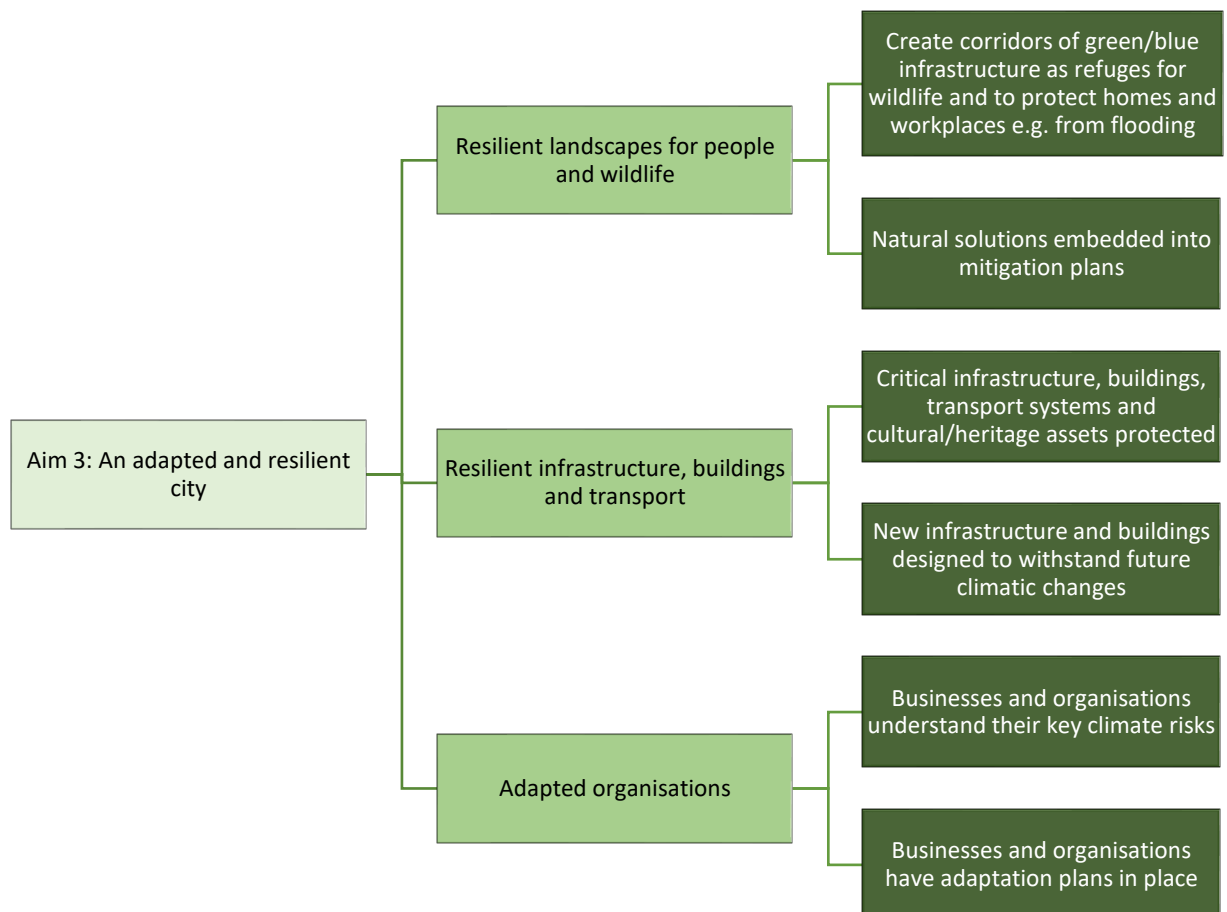 Create corridors of green/blue
infrastructure as refuges for
wildlife and to protect homes and
workplaces e.g. from flooding
Resilient landscapes for people
and wildlife
Natural solutions embedded into
mitigation plans
Critical infrastructure, buildings,
transport systems and
cultural/heritage assets protected
Aim 3: An adapted and resilient
city
Resilient infrastructure, buildings
and transport
New infrastructure and buildings
designed to withstand future
climatic changes
Businesses and organisations
understand their key climate risks
Adapted organisations
Businesses and organisations
have adaptation plans in place